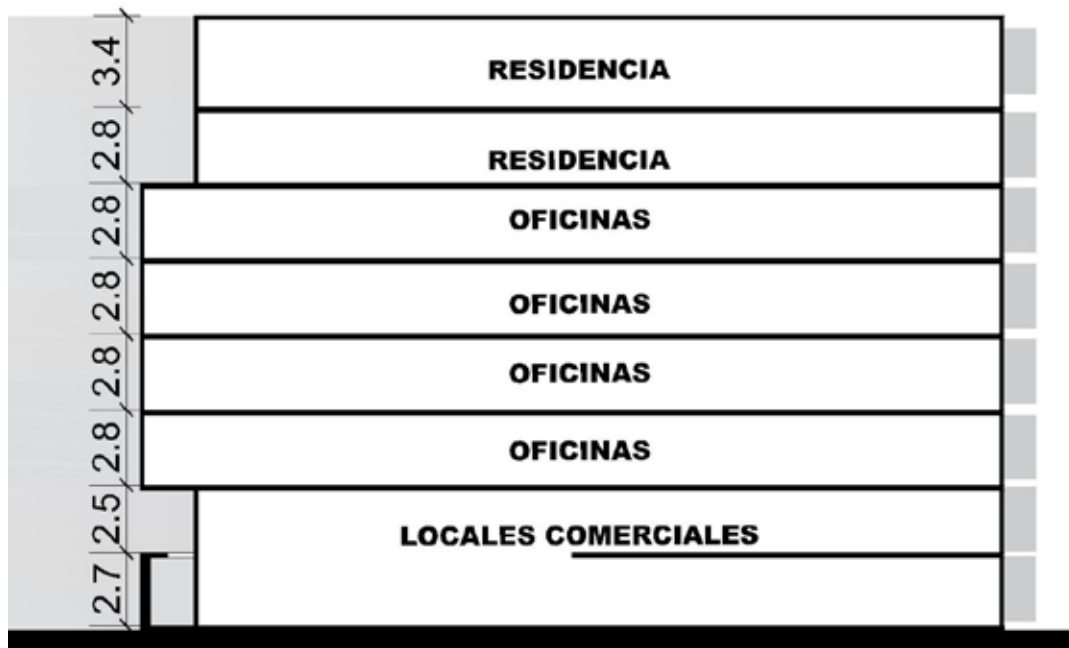 3.4
RESIDENCIA
2.8
RESIDENCIA
2.8
OFICINAS
2.8
OFICINAS
2.8
OFICINAS
2.8
OFICINAS
2.5
LOCALES COMERCIALES
2.7